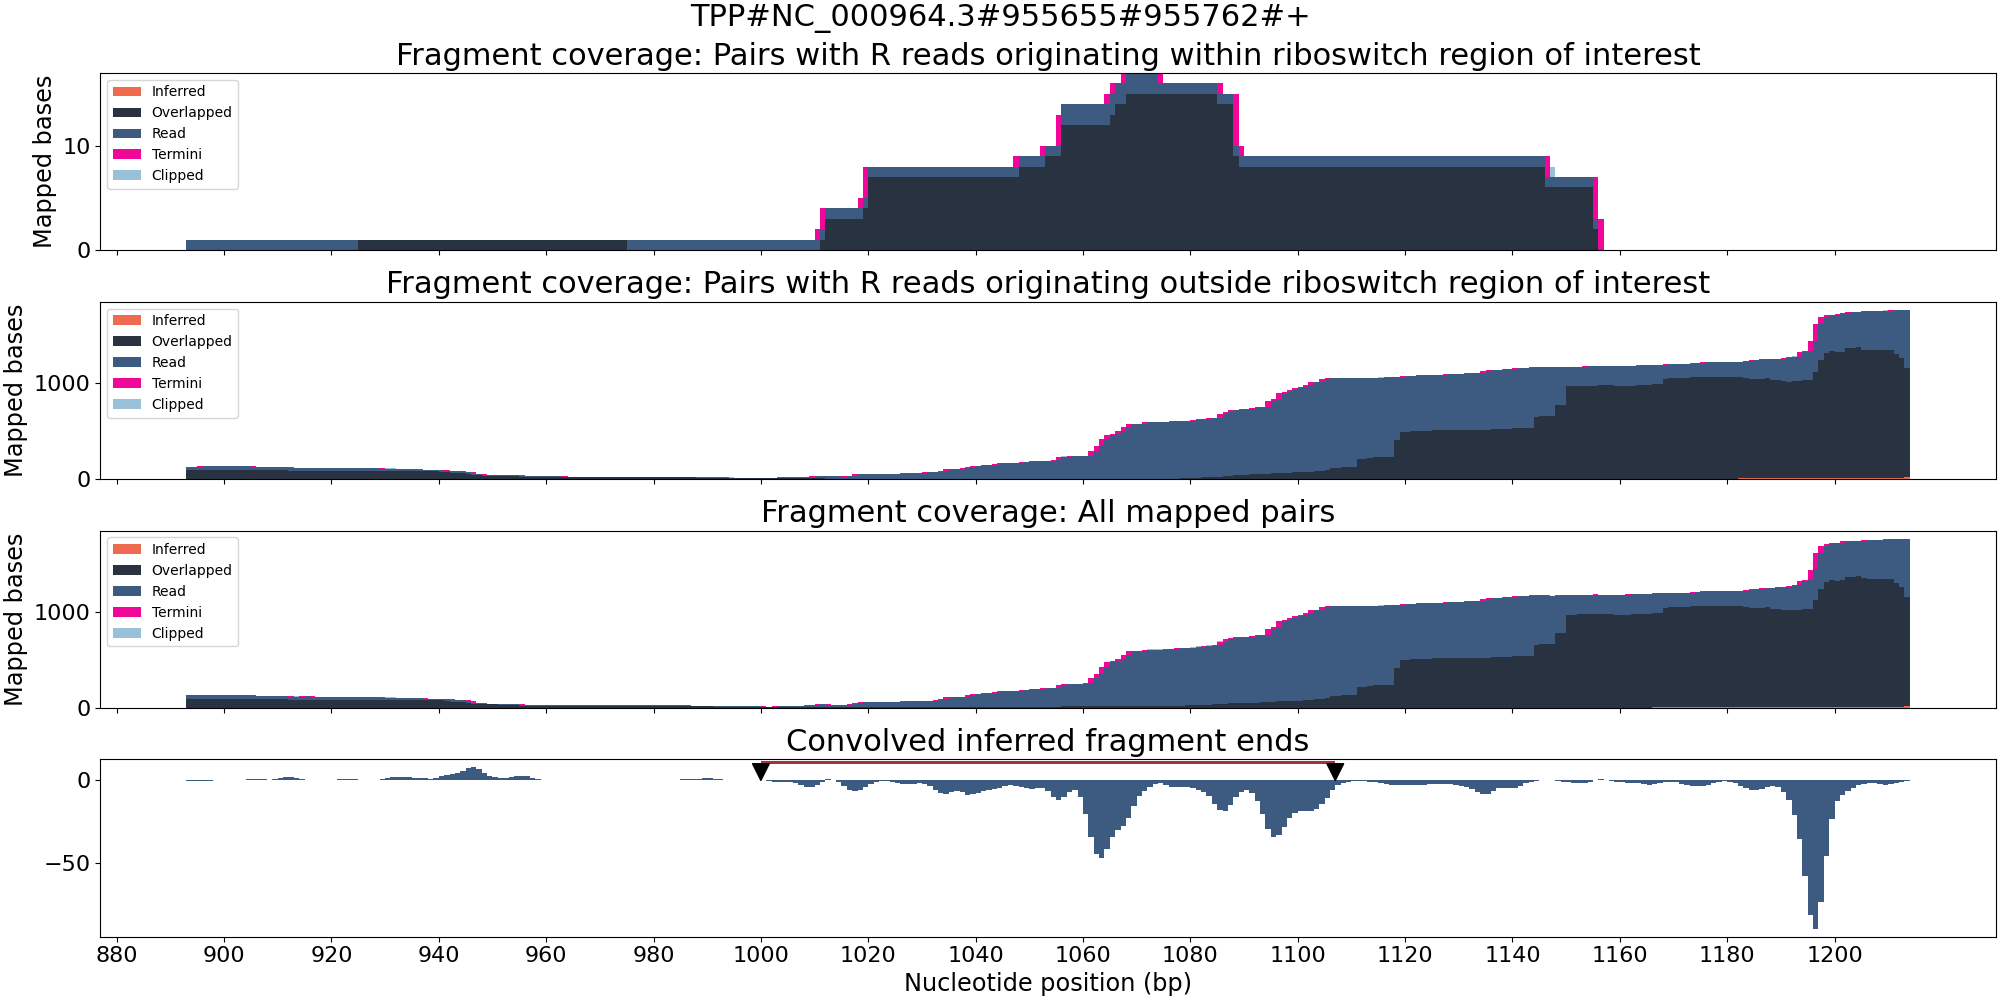 TPP#NC_000964.3#955655#955762#+
Fragment coverage: Pairs with R reads originating within riboswitch region of interest
Mapped bases
10
0
Inferred
Overlapped
Read
Termini
Clipped
Fragment coverage: Pairs with R reads originating outside riboswitch region of interest
Mapped bases
1000
0
Inferred
Overlapped
Read
Termini
Clipped
Fragment coverage: All mapped pairs
Mapped bases
1000
0
Inferred
Overlapped
Read
Termini
Clipped
Convolved inferred fragment ends
0
−50
880 900 920 940 960 980 1000 1020 1040 1060 1080 1100 1120 1140 1160 1180 1200
Nucleotide position (bp)